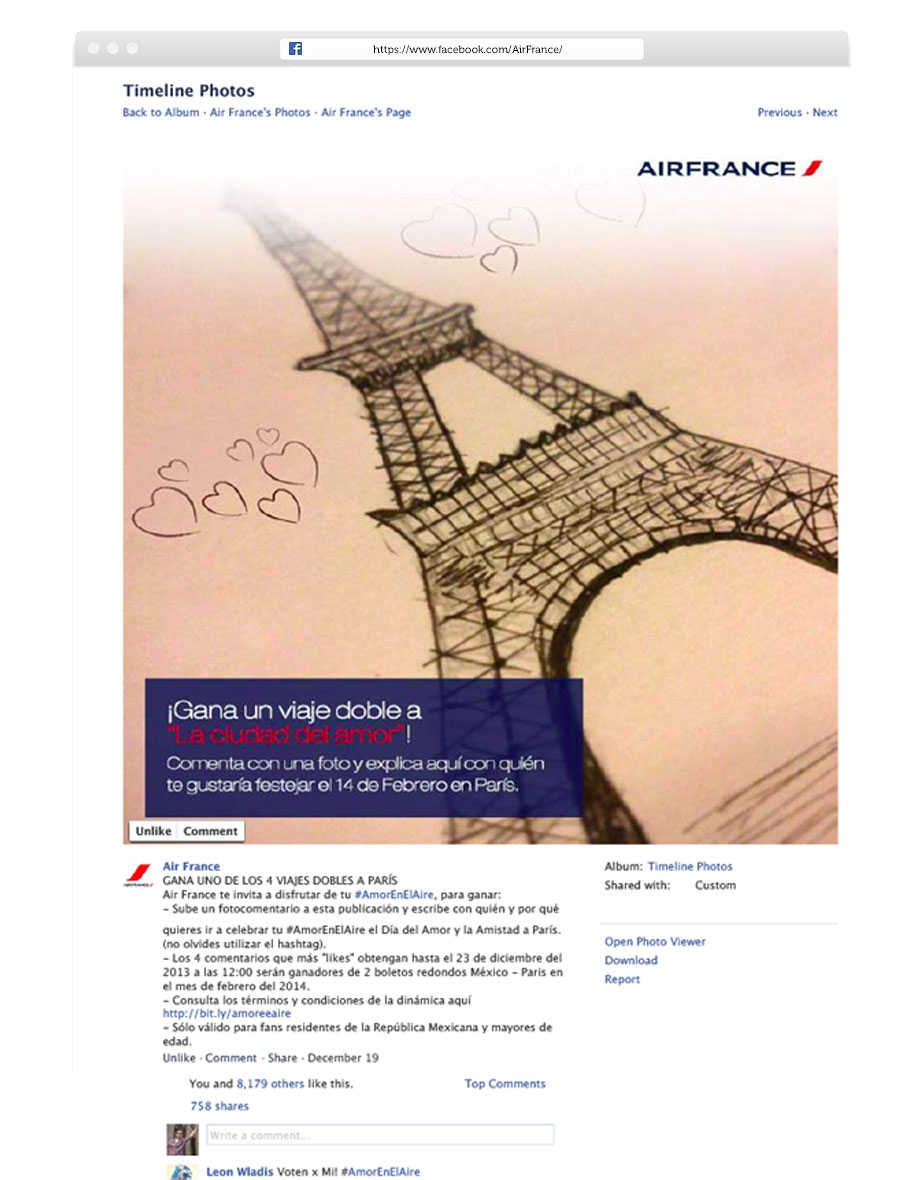 https://www.facebook.com/AirFrance/
Timeline Photos
Back to Album · Air France's Photos · Air France's Page
Previous · Next
AIRFRANCE
¡Gana un viaje doble a
"La ciudad del amor"!
Comenta con una foto y explica aquí con quién
te gustaría festejar el 14 de Febrero en París.
Unlike Comment
AIRFRANCE
Air France
GANA UNO DE LOS 4 VIAJES DOBLES A PARÍS
Air France te invita a disfrutar de tu #AmorEnElAire, para ganar:
– Sube un fotocomentario a esta publicación y escribe con quién y por qué
quieres ir a celebrar tu #AmorEnElAire el Día del Amor y la Amistad a París.
(no olvides utilizar el hashtag).
– Los 4 comentarios que más "likes" obtengan hasta el 23 de diciembre del
2013 a las 12:00 serán ganadores de 2 boletos redondos México – Paris en
el mes de febrero del 2014.
– Consulta los términos y condiciones de la dinámica aquí
http://bit.ly/amoreeaire
– Sólo válido para fans residentes de la República Mexicana y mayores de
edad.
Unlike · Comment · Share · December 19
Album: Timeline Photos
Shared with: Custom
Open Photo Viewer
Download
Report
You and 8,179 others like this.
Top Comments
758 shares
Write a comment...
Leon Wladis Voten x Mi! #AmorEnElAire